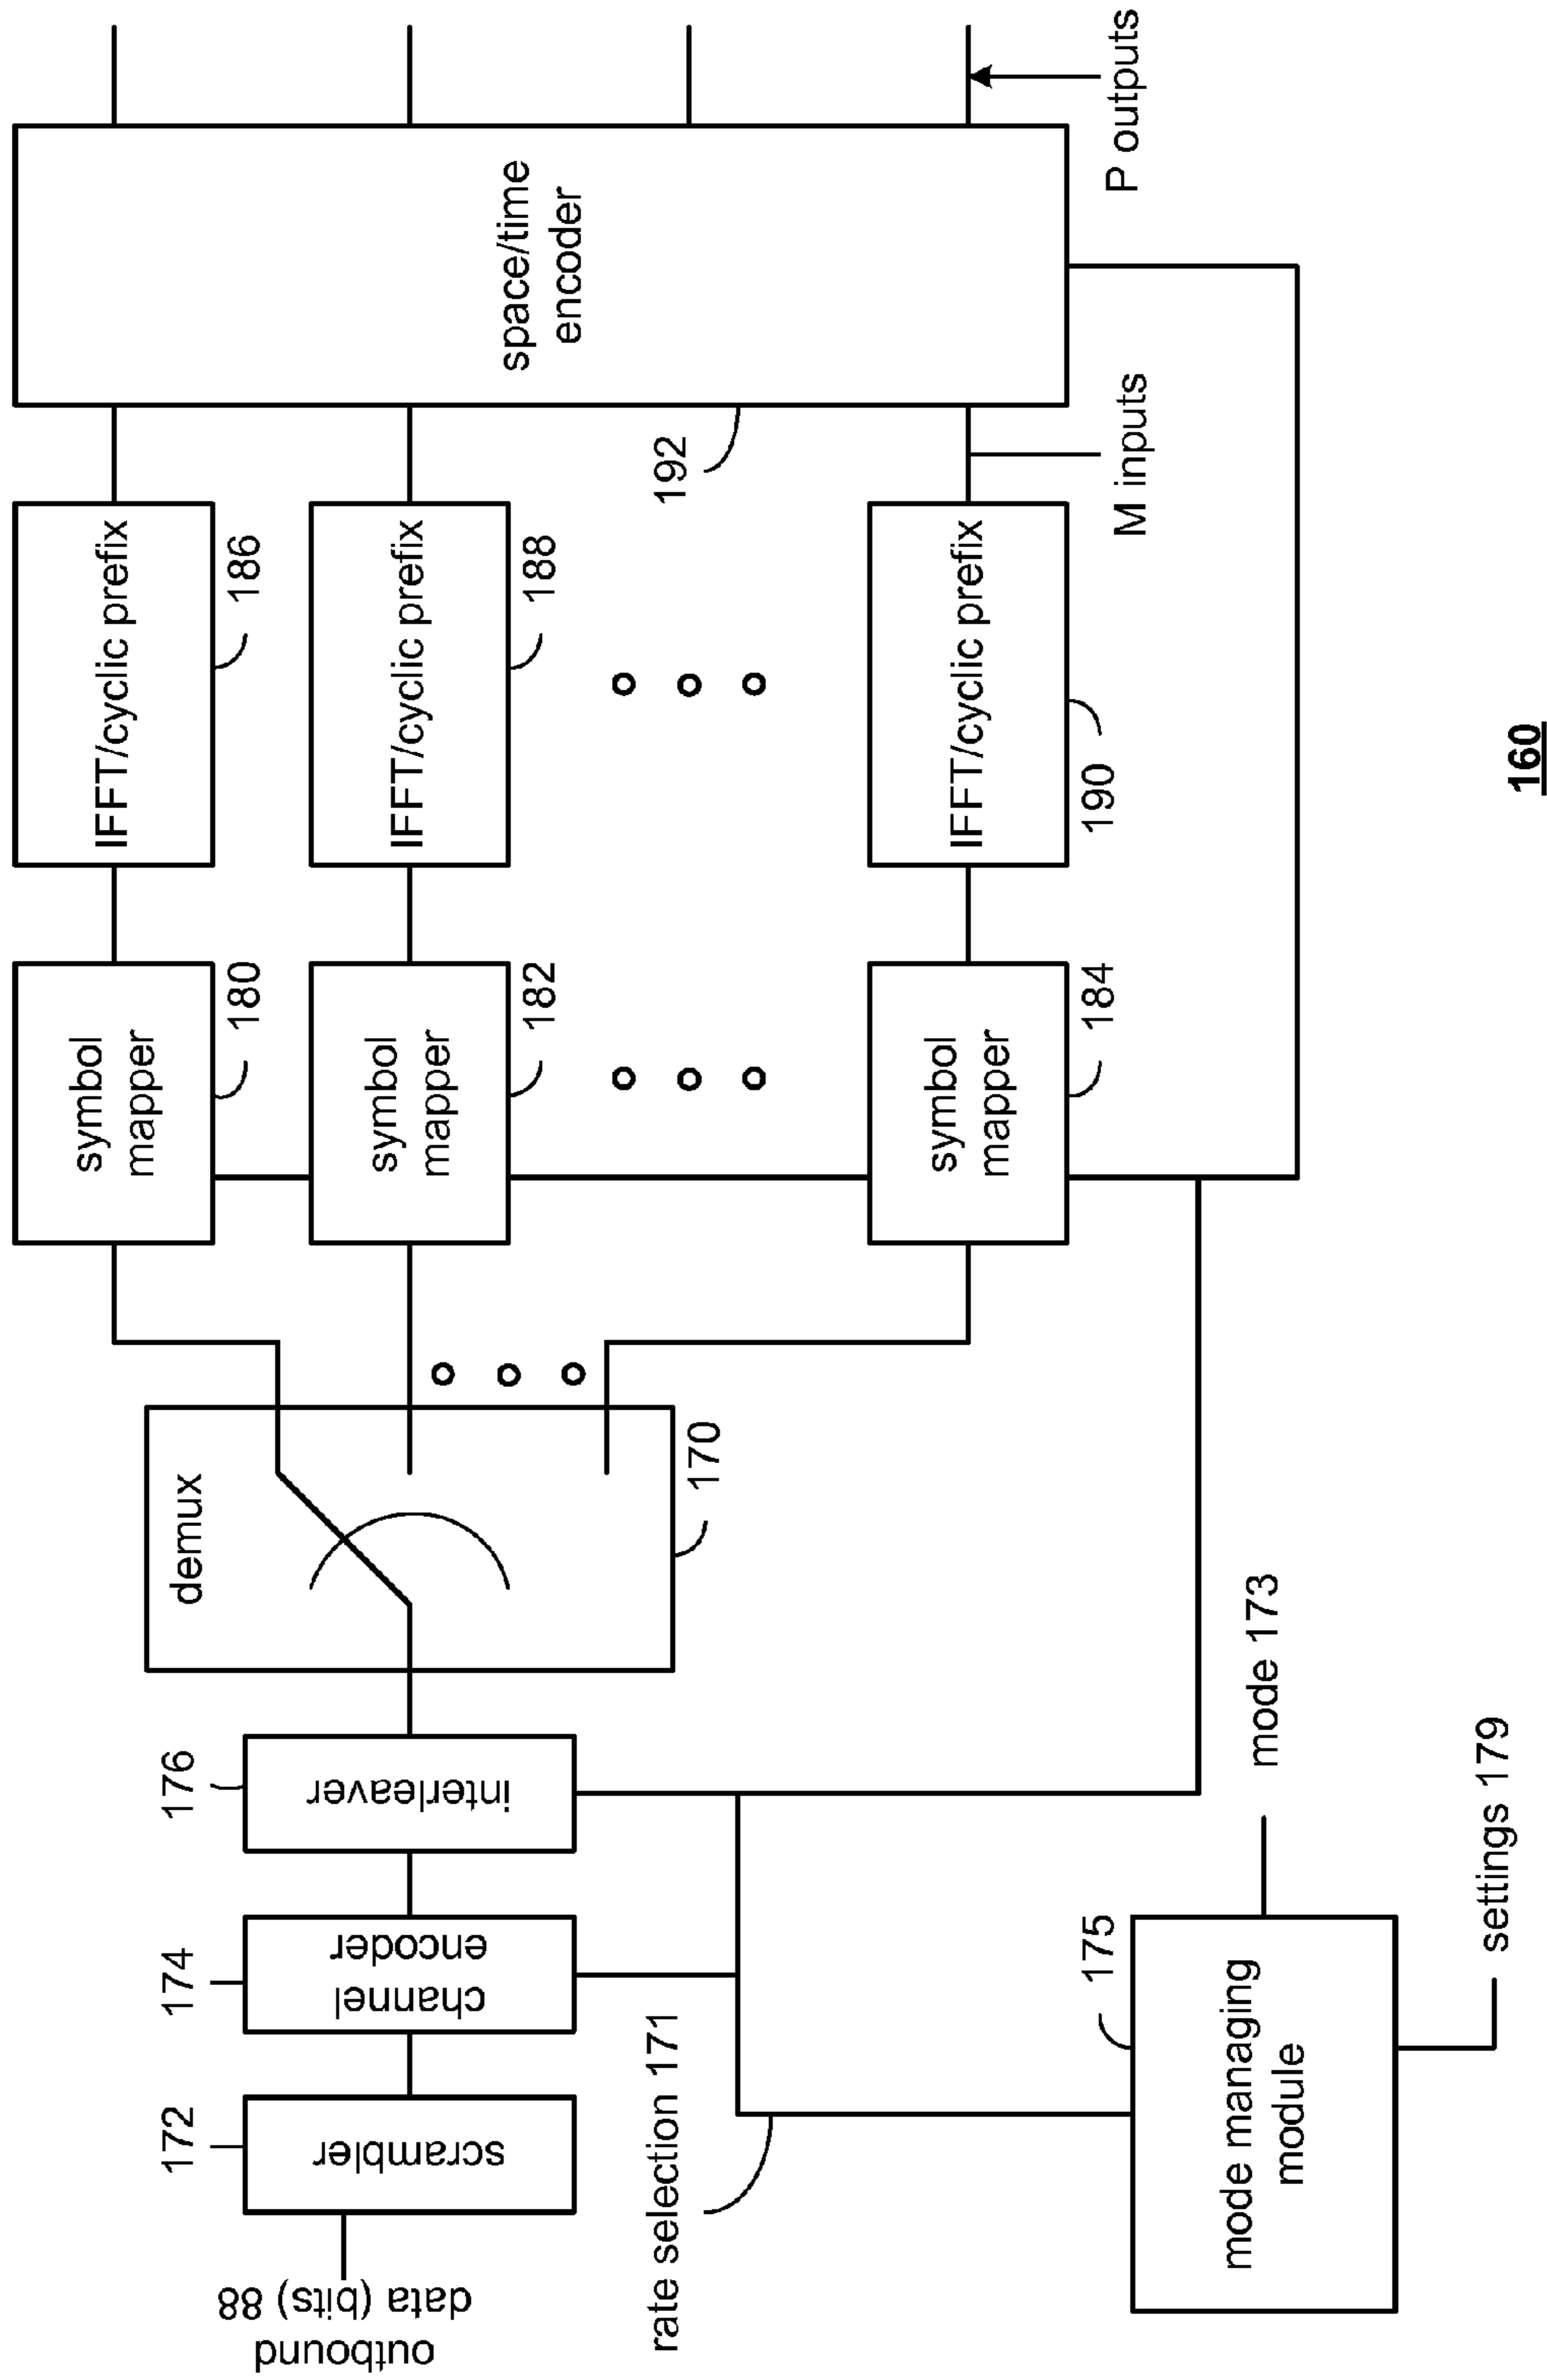 outbound
data (bits) 88
172
scrambler
174
channel
encoder
176
interleaver
demux
170
symbol
mapper
180
symbol
mapper
182
symbol
mapper
184
IFFT/cyclic prefix
186
IFFT/cyclic prefix
188
IFFT/cyclic prefix
190
space/time
encoder
192
M inputs
P outputs
rate selection 171
175
mode managing
module
mode 173
settings 179
160